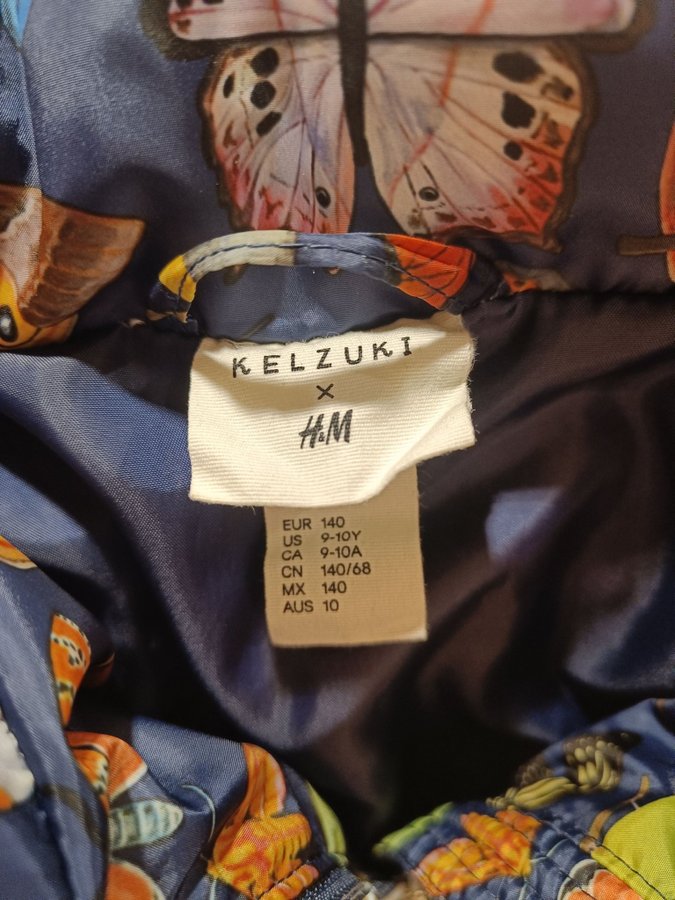 KELZUKI
X
H&M
EUR 140
US 9-10Y
CA 9-10A
CN 140/68
MX 140
AUS 10